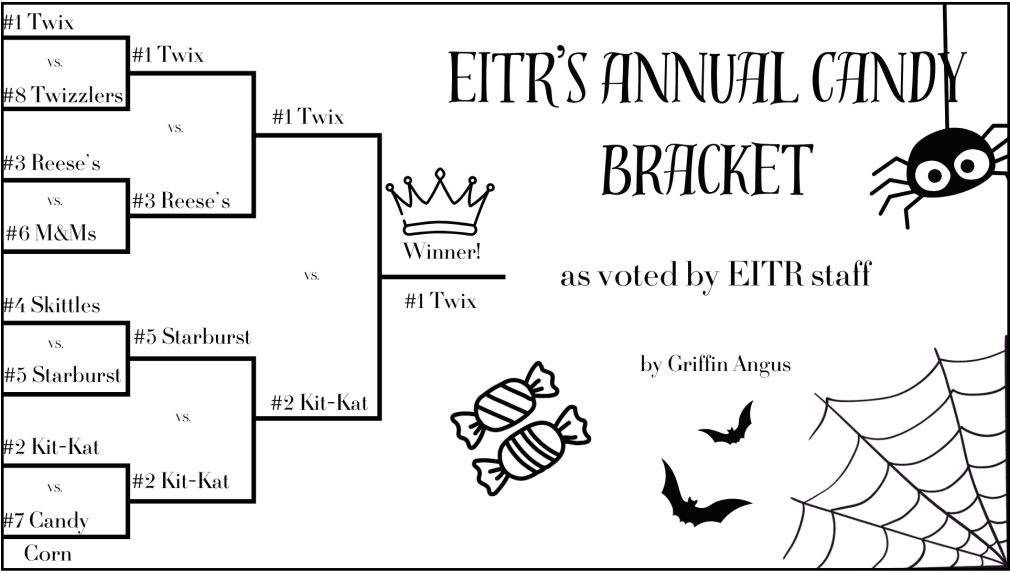 #1 Twix
vs.
#8 Twizzlers
#3 Reese's
vs.
#6 M&Ms
#4 Skittles
vs.
#5 Starburst
#2 Kit-Kat
vs.
#7 Candy
Corn
#1 Twix
vs.
#3 Reese's
#5 Starburst
vs.
#2 Kit-Kat
#1 Twix
vs.
#2 Kit-Kat
Winner!
#1 Twix
EITR'S ANNUAL CANDY
BRACKET
as voted by EITR staff
by Griffin Angus